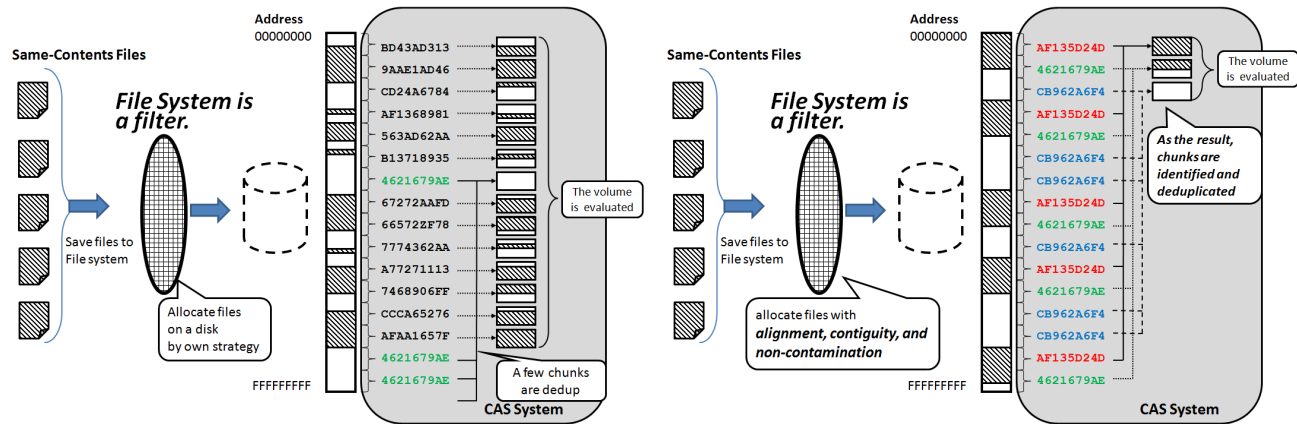 Same-Contents Files
Address
00000000
File System is
a filter.
Save files to
File system
Allocate files
on a disk
by own strategy
FFFFFFFFF
BD43AD313
9AAE1AD46
CD24A6784
AF1368981
563AD62AA
B13718935
4621679AE
67272AAFD
66572ZF78
7774362AA
A77271113
7468906FF
CCCA65276
AFAA1657F
4621679AE
4621679AE
The volume
is evaluated
A few chunks
are dedup
CAS System
Same-Contents Files
Address
00000000
File System is
a filter.
Save files to
File system
allocate files with
alignment, contiguity, and
non-contamination
FFFFFFFFF
AF135D24D
4621679AE
CB962A6F4
AF135D24D
4621679AE
CB962A6F4
CB962A6F4
AF135D24D
4621679AE
CB962A6F4
AF135D24D
4621679AE
CB962A6F4
CB962A6F4
AF135D24D
4621679AE
The volume
is evaluated
As the result,
chunks are
identified and
deduplicated
CAS System